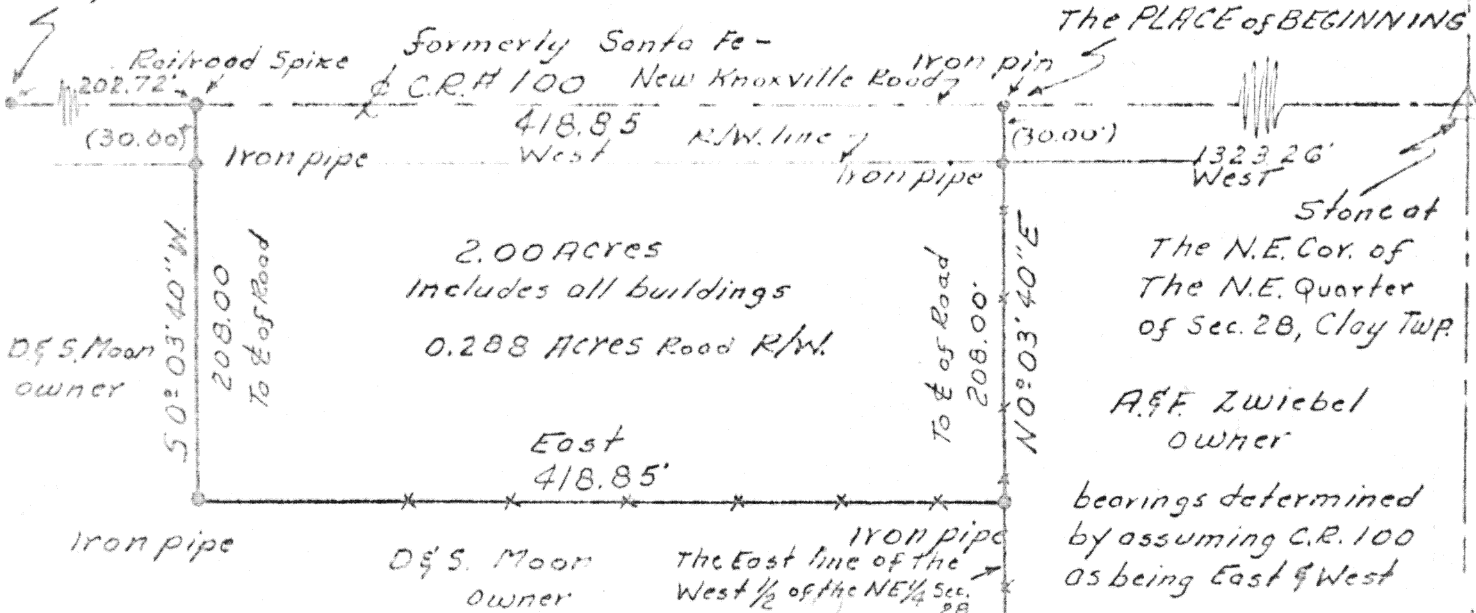 The PLACE of BEGINNING
Formerly Santa Fe -
Railroad Spike
Iron pin
202.72'
℄ C.R.# 100 New Knoxville Road
418.85
West
R/W. line
(30.00)
(30.00')
Iron pipe
Iron pipe
1323.26'
West
Stone at
The N.E. Cor. of
The N.E. Quarter
of Sec. 28, Clay Twp.
2.00 Acres
Includes all buildings
0.288 Acres Road R/W.
S 0° 03' 40" W.
208.00
To ℄ of Road
To ℄ of Road
208.00'
N 0° 03' 40" E
D. & S. Moon
owner
A. & F. Zwiebel
owner
East
418.85'
bearings determined
by assuming C.R. 100
as being East & West
Iron pipe
Iron pipe
D & S. Moon
owner
The East line of the
West 1/2 of the NE 1/4 Sec.
28